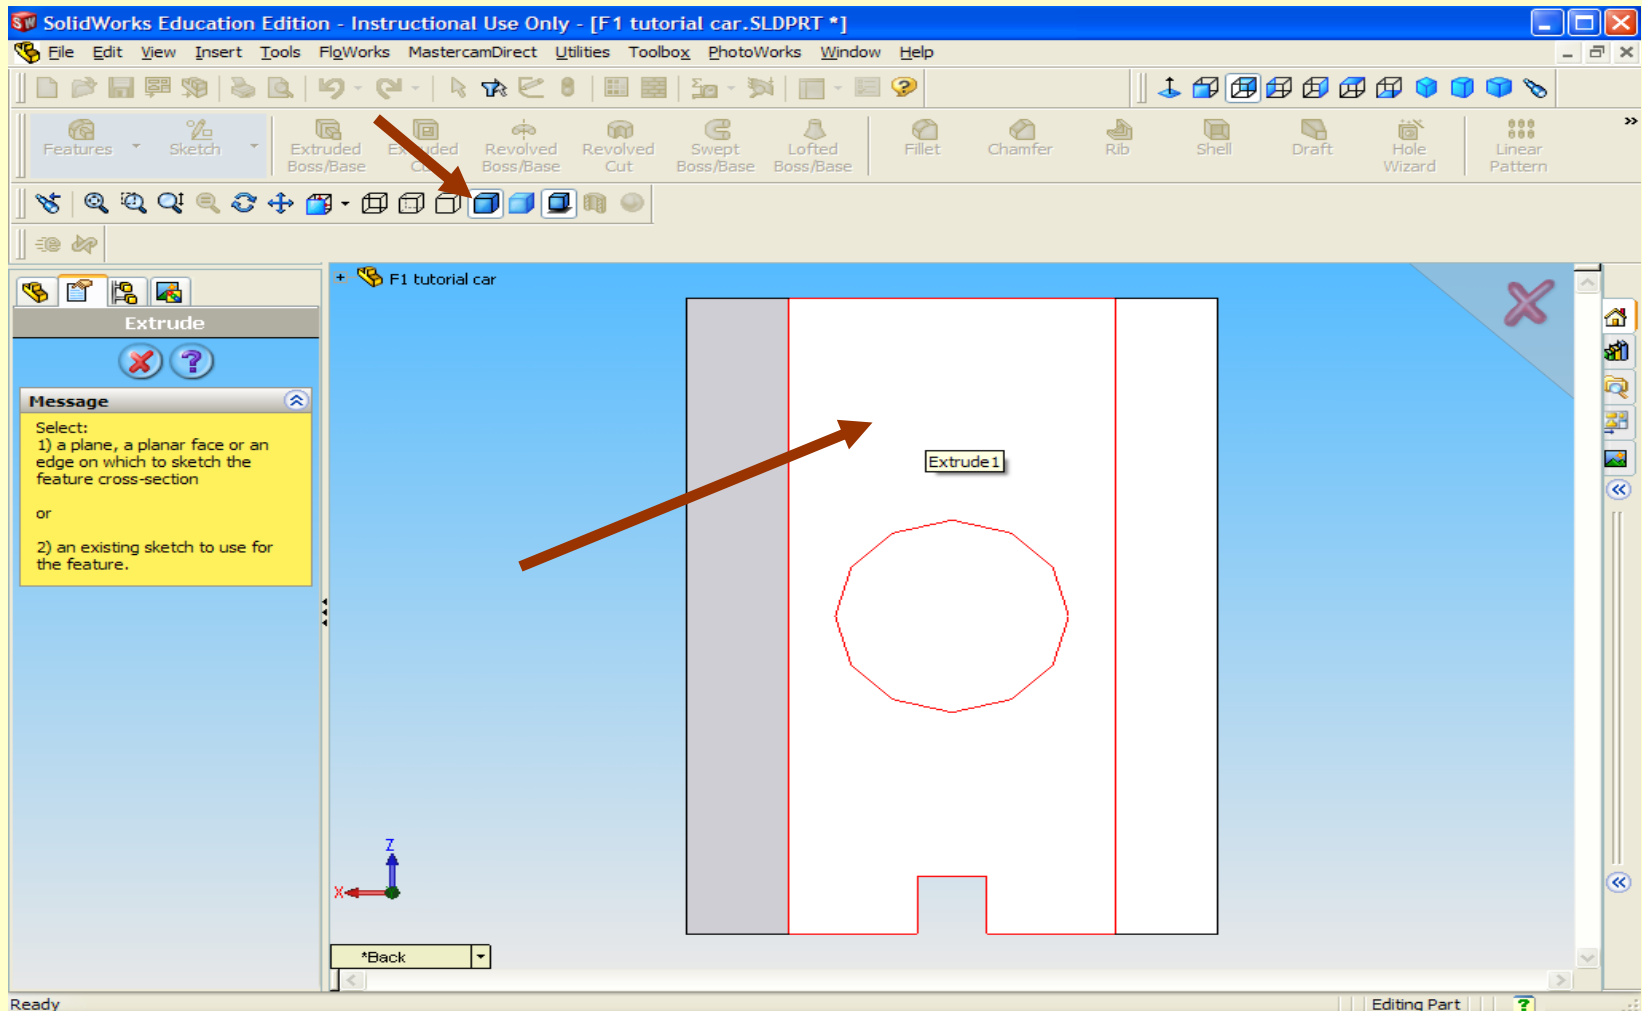 SolidWorks Education Edition - Instructional Use Only - [F1 tutorial car.SLDPRT *]
File Edit View Insert Tools FloWorks MastercamDirect Utilities Toolbox PhotoWorks Window Help
Features Sketch Extruded Boss/Base Extruded Cut Revolved Boss/Base Revolved Cut Swept Boss/Base Lofted Boss/Base Fillet Chamfer Rib Shell Draft Hole Wizard Linear Pattern
F1 tutorial car
Extrude
Message
Select:
1) a plane, a planar face or an
edge on which to sketch the
feature cross-section
or
2) an existing sketch to use for
the feature.
Extrude1
Z
X
*Back
Ready
Editing Part